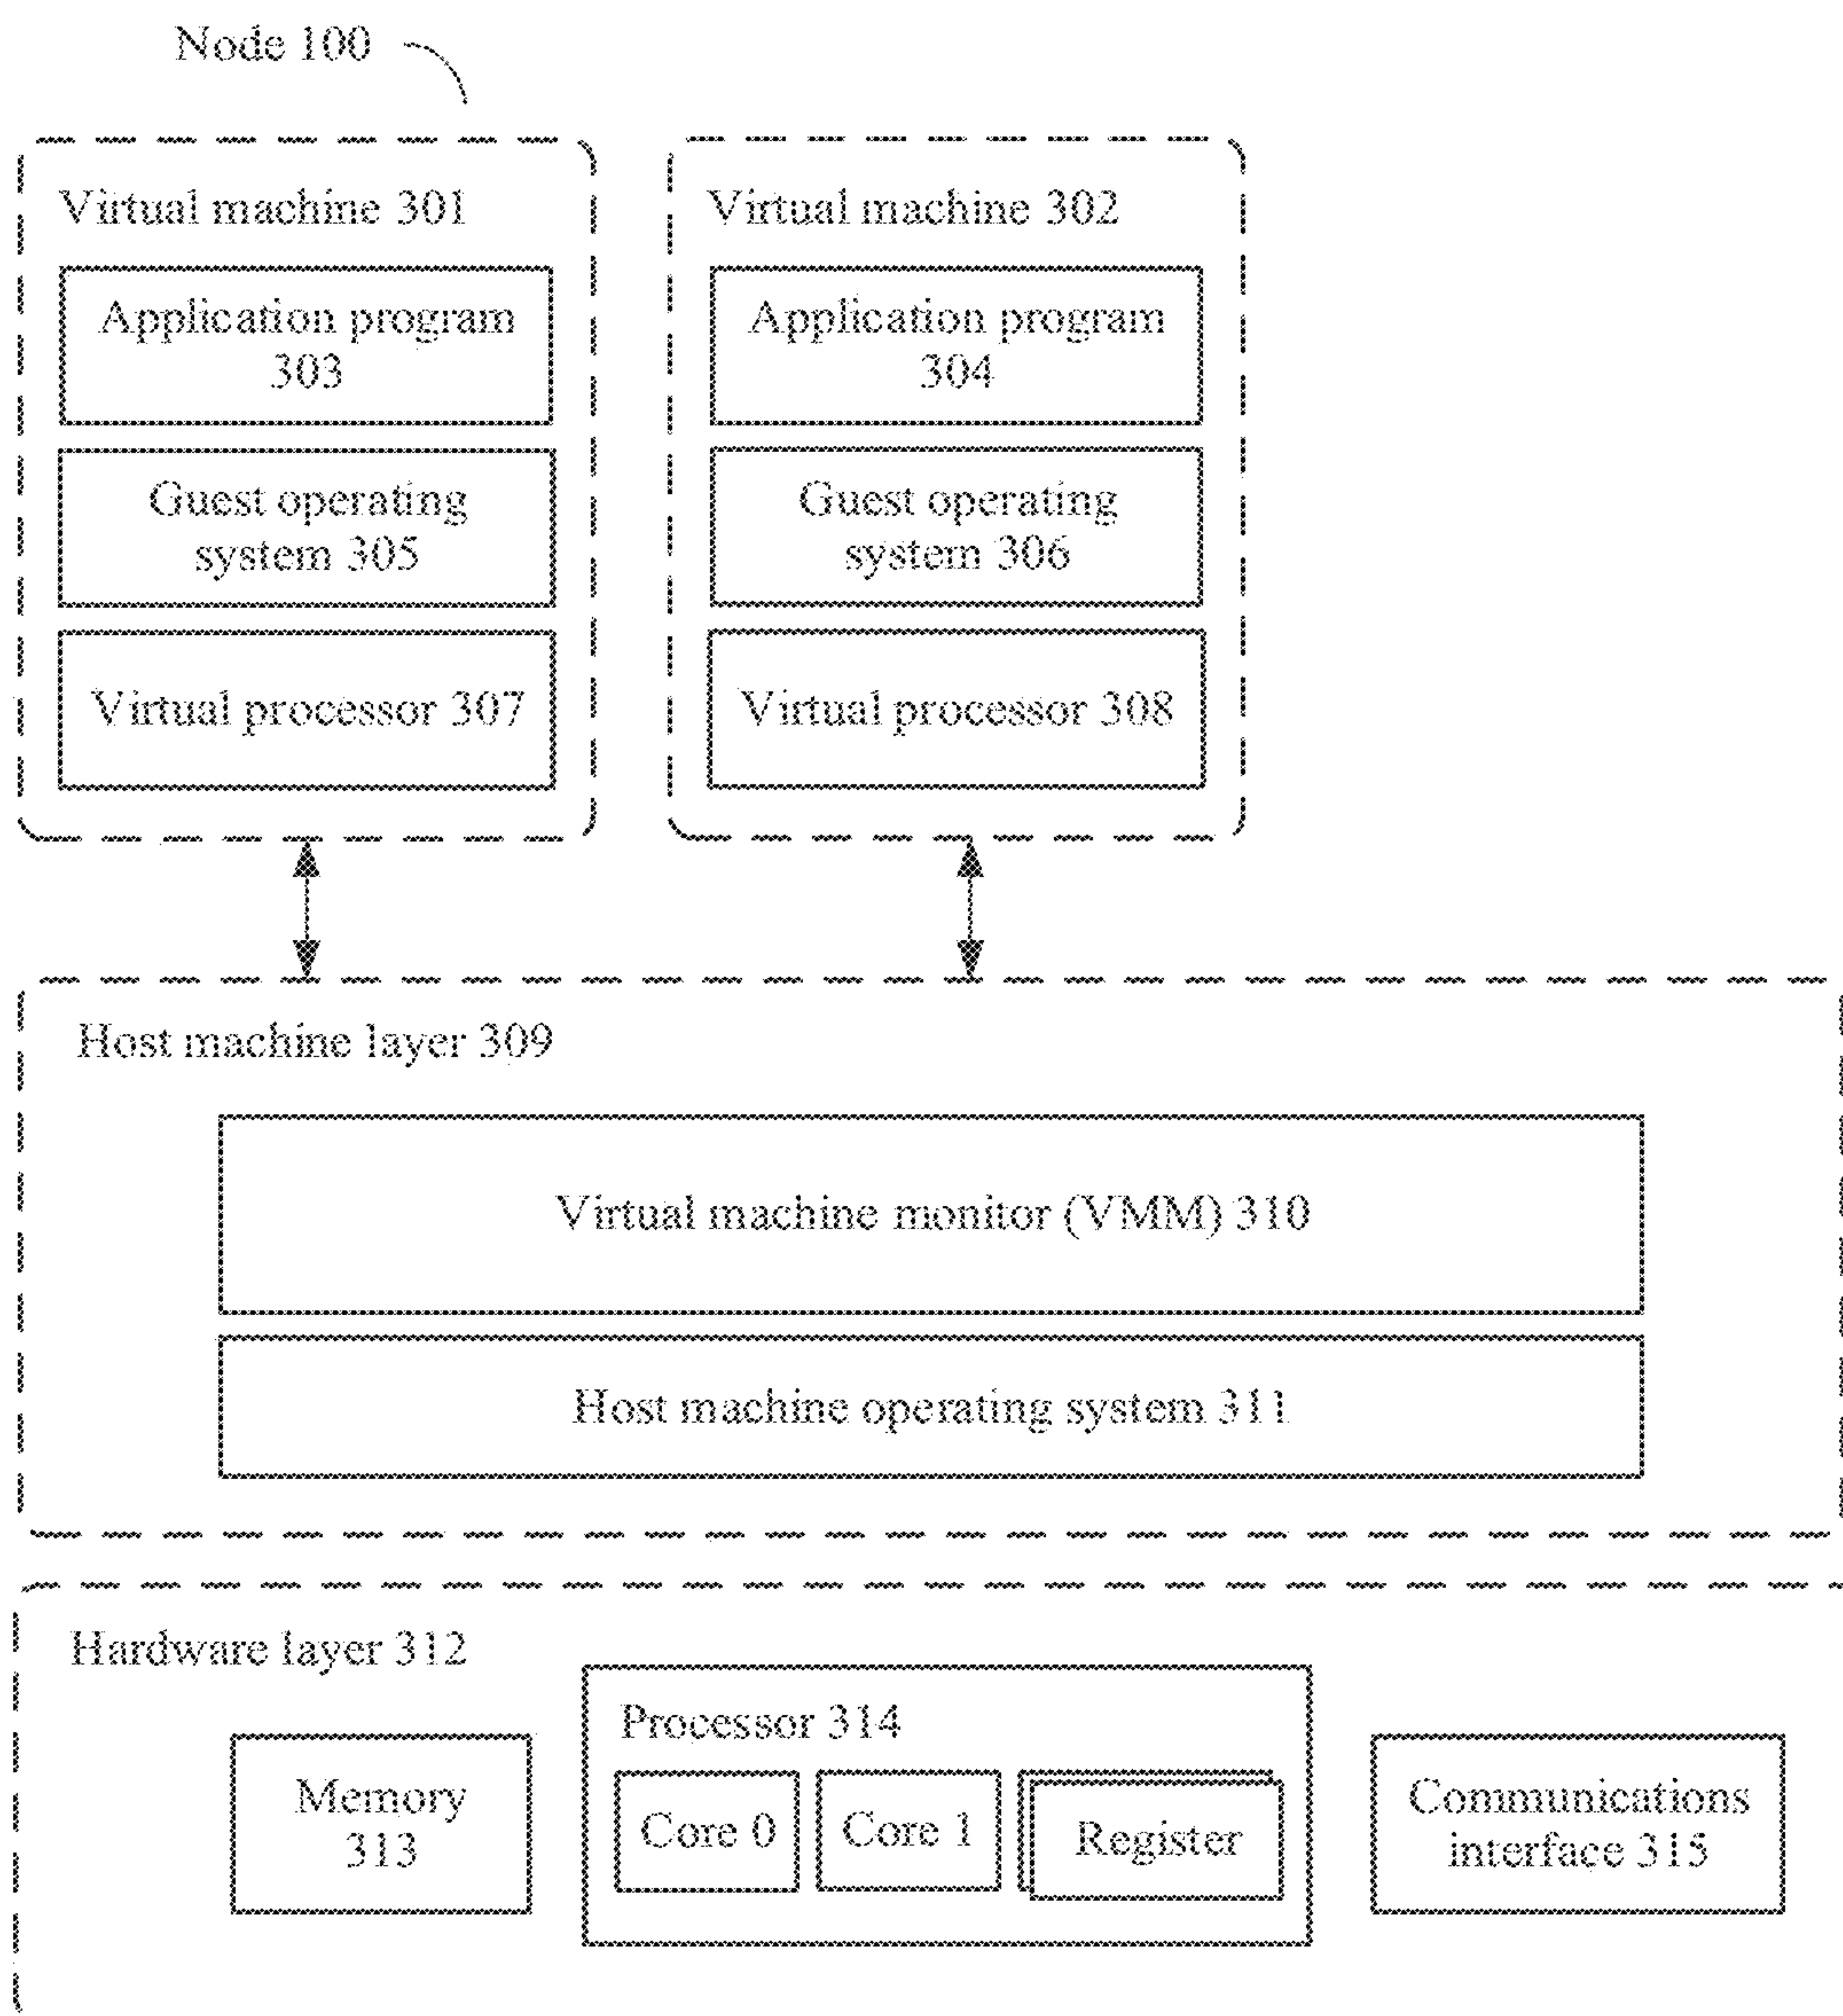 Node 100
Virtual machine 301
Application program
303
Guest operating
system 305
Virtual processor 307
Virtual machine 302
Application program
304
Guest operating
system 306
Virtual processor 308
Host machine layer 309
Virtual machine monitor (VMM) 310
Host machine operating system 311
Hardware layer 312
Memory
313
Processor 314
Core 0
Core 1
Register
Communications
interface 315